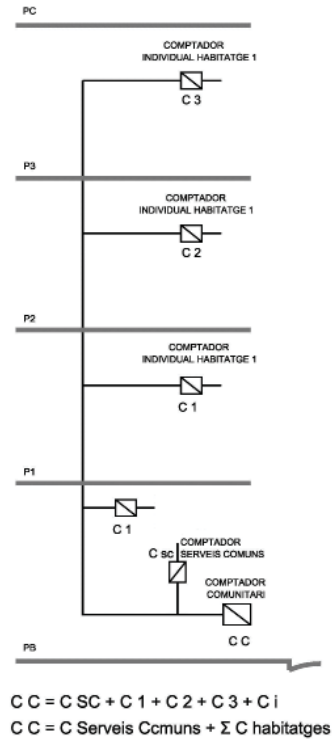 PC
COMPTADOR
INDIVIDUAL HABITATGE 1
C 3
P3
COMPTADOR
INDIVIDUAL HABITATGE 1
C 2
P2
COMPTADOR
INDIVIDUAL HABITATGE 1
C 1
P1
C 1
COMPTADOR
C SC SERVEIS COMUNS
COMPTADOR
COMUNITARI
C C
PB
C C = C SC + C 1 + C 2 + C 3 + C i
C C = C Serveis Ccmuns + Σ C habitatges